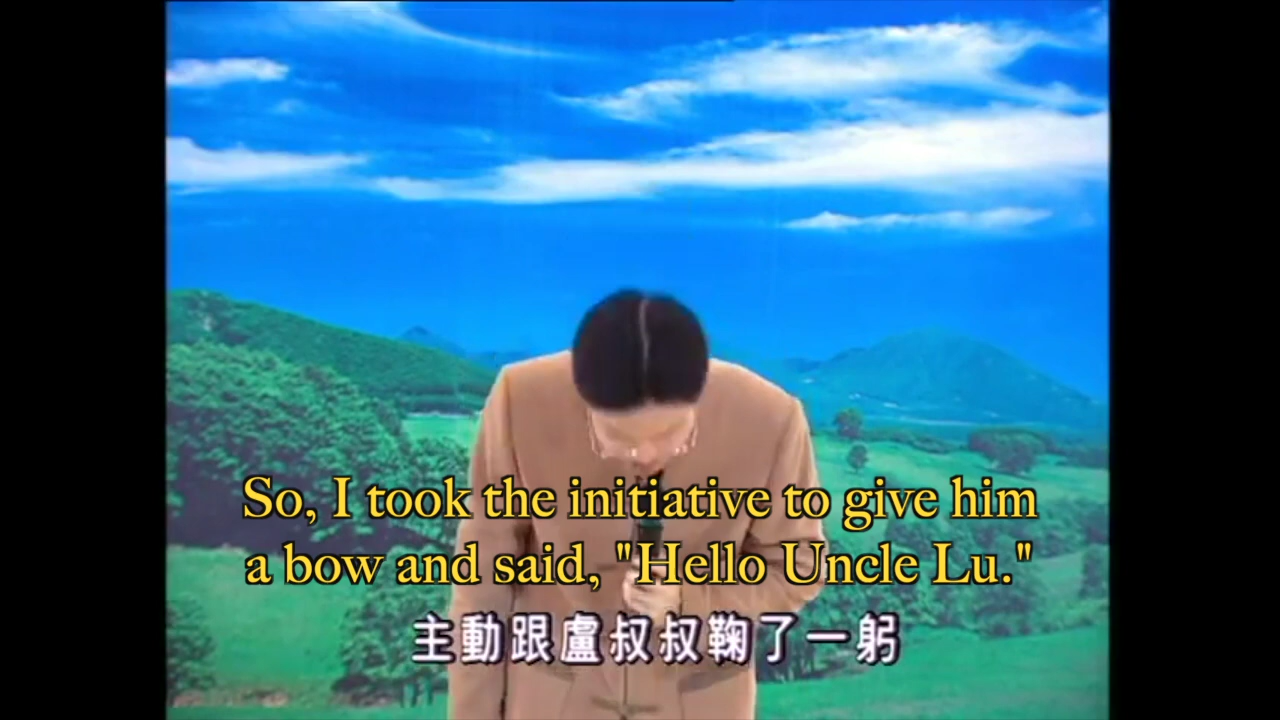 So, I took the initiative to give him
a bow and said, "Hello Uncle Lu."
主動跟盧叔叔鞠了一躬